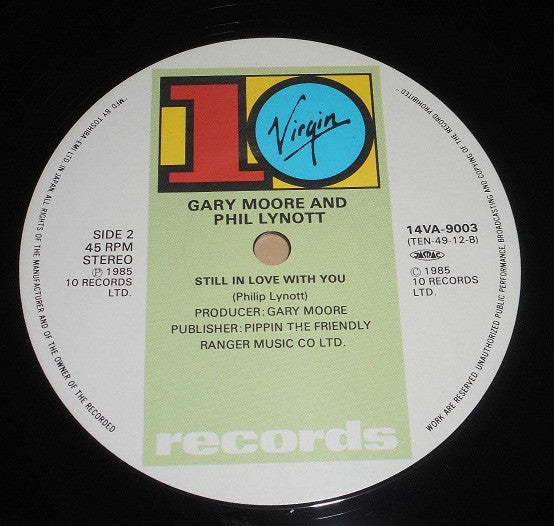 10
Virgin
GARY MOORE AND
PHIL LYNOTT
SIDE 2
45 RPM
STEREO
Ⓟ 1985
10 RECORDS
LTD.
14VA-9003
(TEN-49-12-B)
JASRAC
© 1985
10 RECORDS
LTD.
STILL IN LOVE WITH YOU
(Philip Lynott)
PRODUCER: GARY MOORE
PUBLISHER: PIPPIN THE FRIENDLY
RANGER MUSIC CO LTD.
records
"MFD BY TOSHIBA EMI LTD IN JAPAN ALL RIGHTS OF THE MANUFACTURER AND OF THE OWNER OF THE RECORDED
WORK ARE RESERVED. UNAUTHORIZED PUBLIC PERFORMANCE, BROADCASTING AND COPYING OF THE RECORD PROHIBITED"